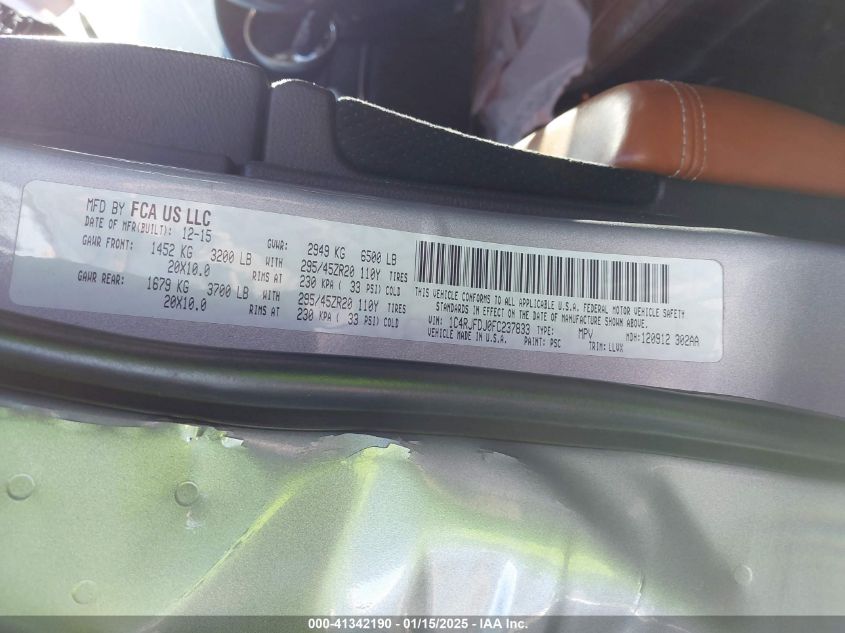 MFD BY FCA US LLC
DATE OF MFR(BUILT): 12-15
GVWR: 2949 KG 6500 LB
GAWR FRONT: 1452 KG 3200 LB WITH 295/45ZR20 110Y TIRES
20X10.0 RIMS AT 230 KPA ( 33 PSI) COLD
GAWR REAR: 1679 KG 3700 LB WITH 295/45ZR20 110Y TIRES
20X10.0 RIMS AT 230 KPA ( 33 PSI) COLD
THIS VEHICLE CONFORMS TO ALL APPLICABLE U.S.A. FEDERAL MOTOR VEHICLE SAFETY
STANDARDS IN EFFECT ON THE DATE OF MANUFACTURE SHOWN ABOVE.
VIN: 1C4RJFDJ0FC237833 TYPE: MPV MDH:120912 302AA
VEHICLE MADE IN U.S.A. PAINT: PSC TRIM: LLVX
000-41342190 - 01/15/2025 - IAA Inc.